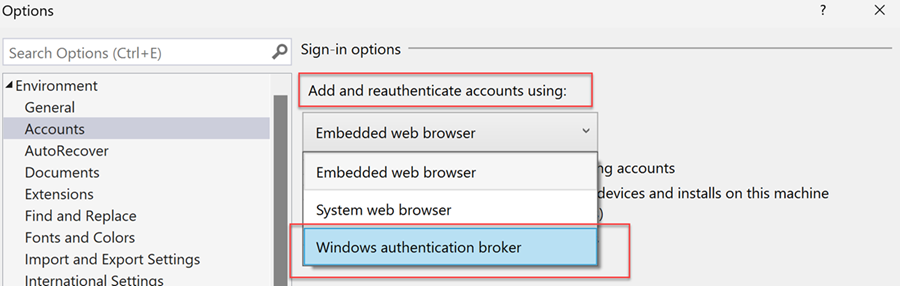 Options
?
Search Options (Ctrl+E)
Environment
General
Accounts
AutoRecover
Documents
Extensions
Find and Replace
Fonts and Colors
Import and Export Settings
International Settings
Sign-in options
Add and reauthenticate accounts using:
Embedded web browser
Embedded web browser
System web browser
Windows authentication broker
accounts
devices and installs on this machine
)